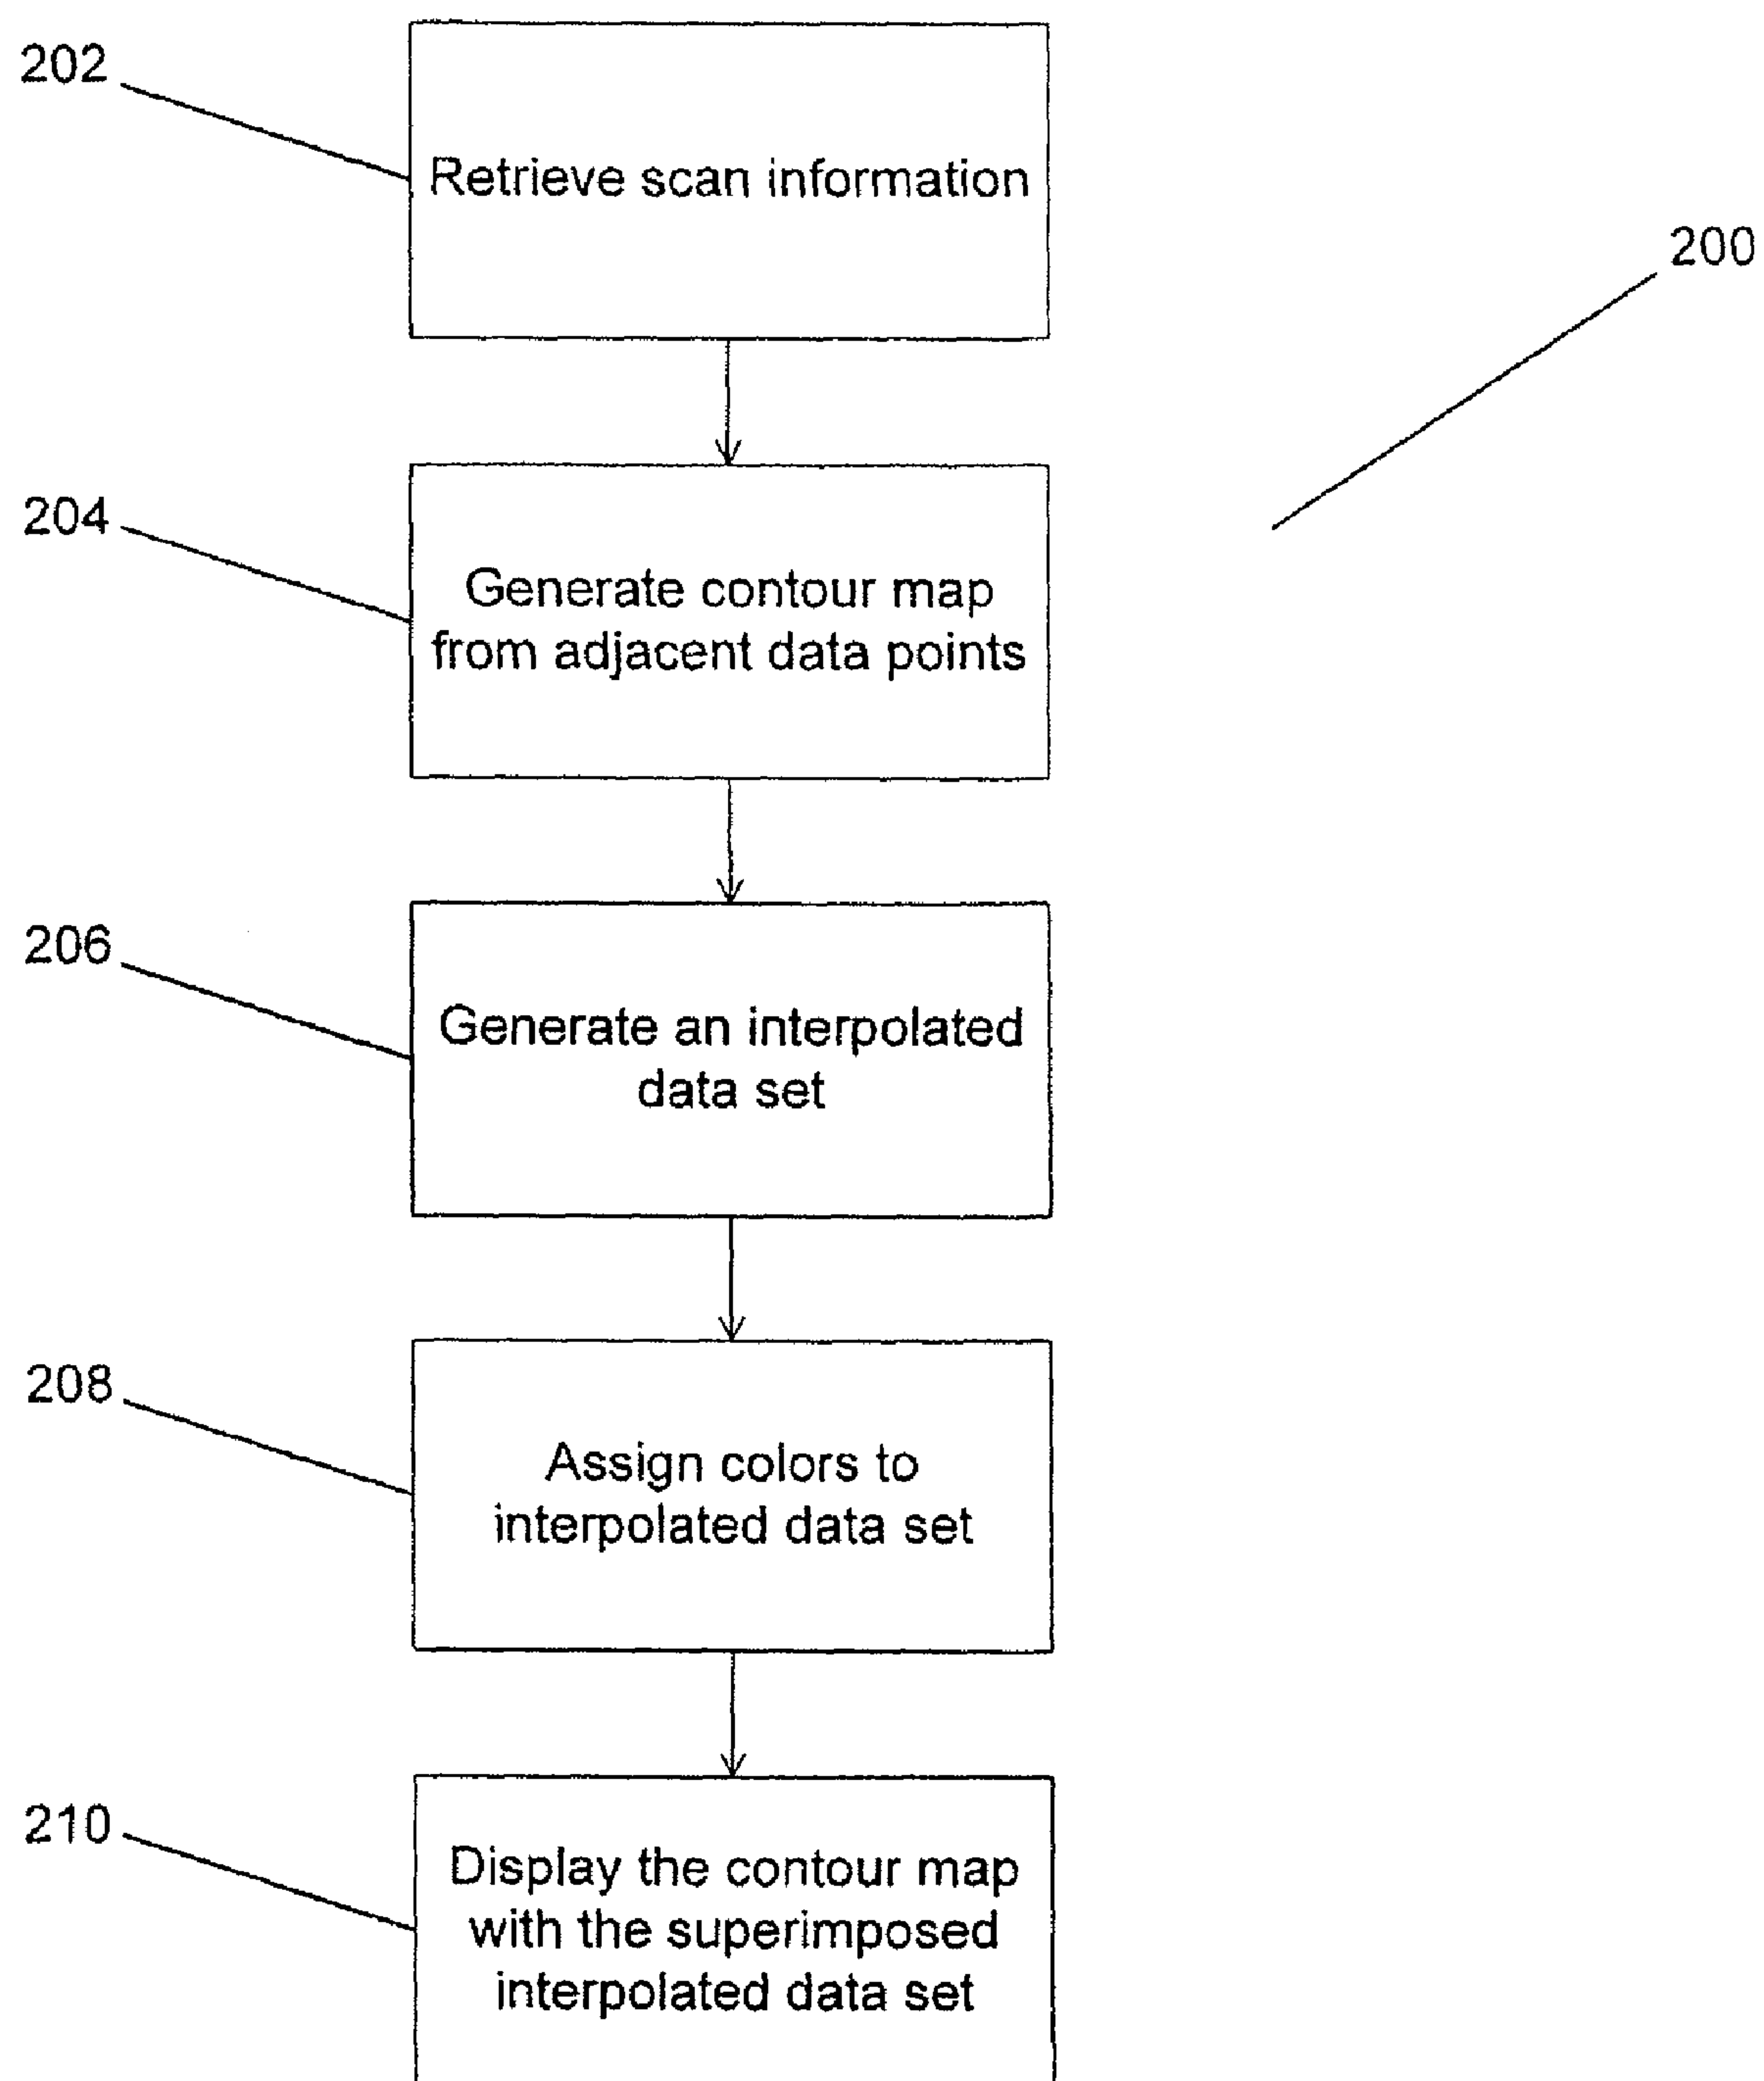 202
Retrieve scan information
200
204
Generate contour map
from adjacent data points
206
Generate an interpolated
data set
208
Assign colors to
interpolated data set
210
Display the contour map
with the superimposed
interpolated data set